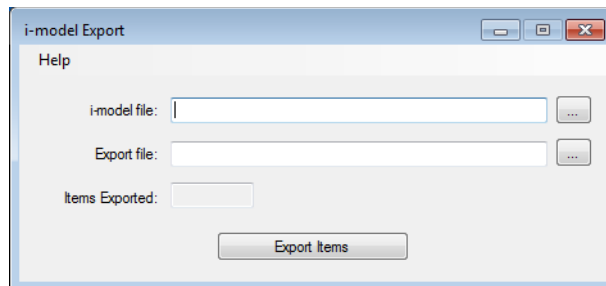 i-model Export
Help
i-model file:
...
Export file:
...
Items Exported:
Export Items